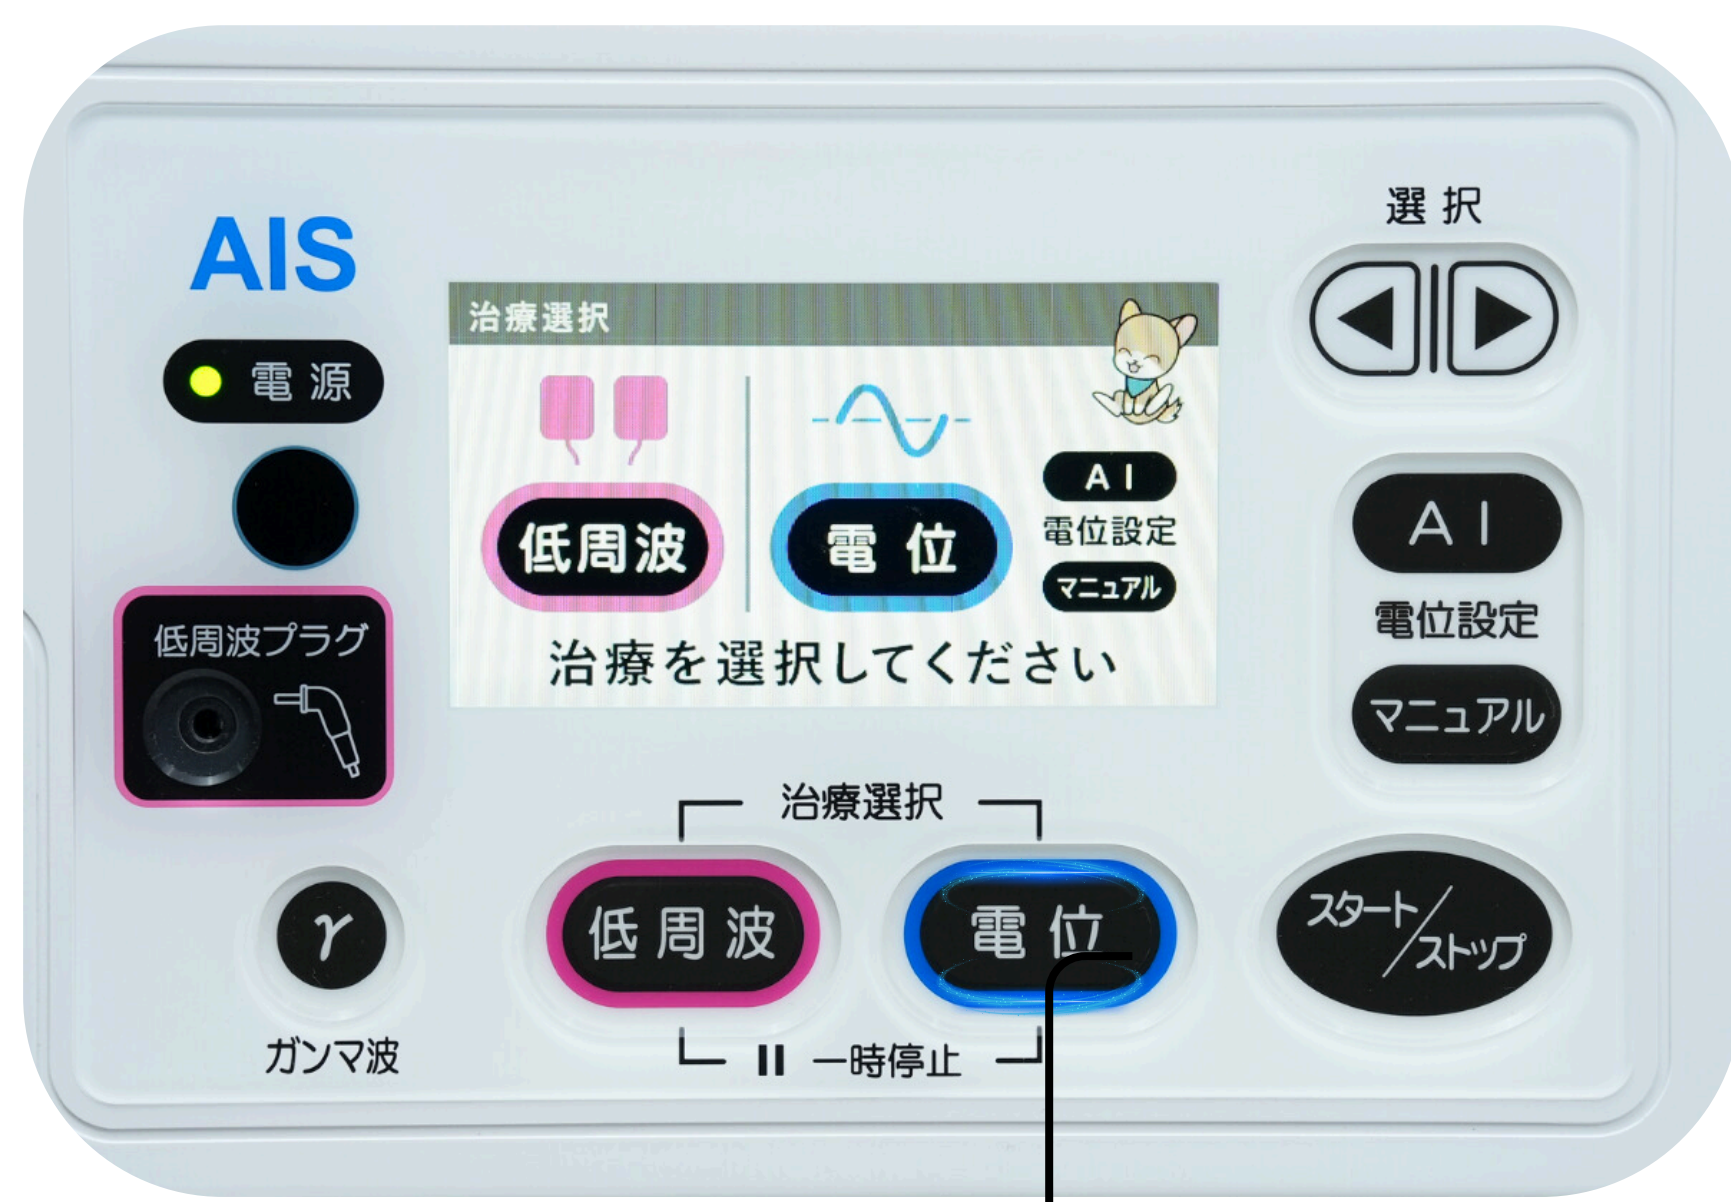 AIS
電源
低周波プラグ
γ
ガンマ波
治療選択
低周波
電位
AI
電位設定
マニュアル
治療を選択してください
治療選択
低周波
電位
一時停止
選択
AI
電位設定
マニュアル
スタート/ストップ